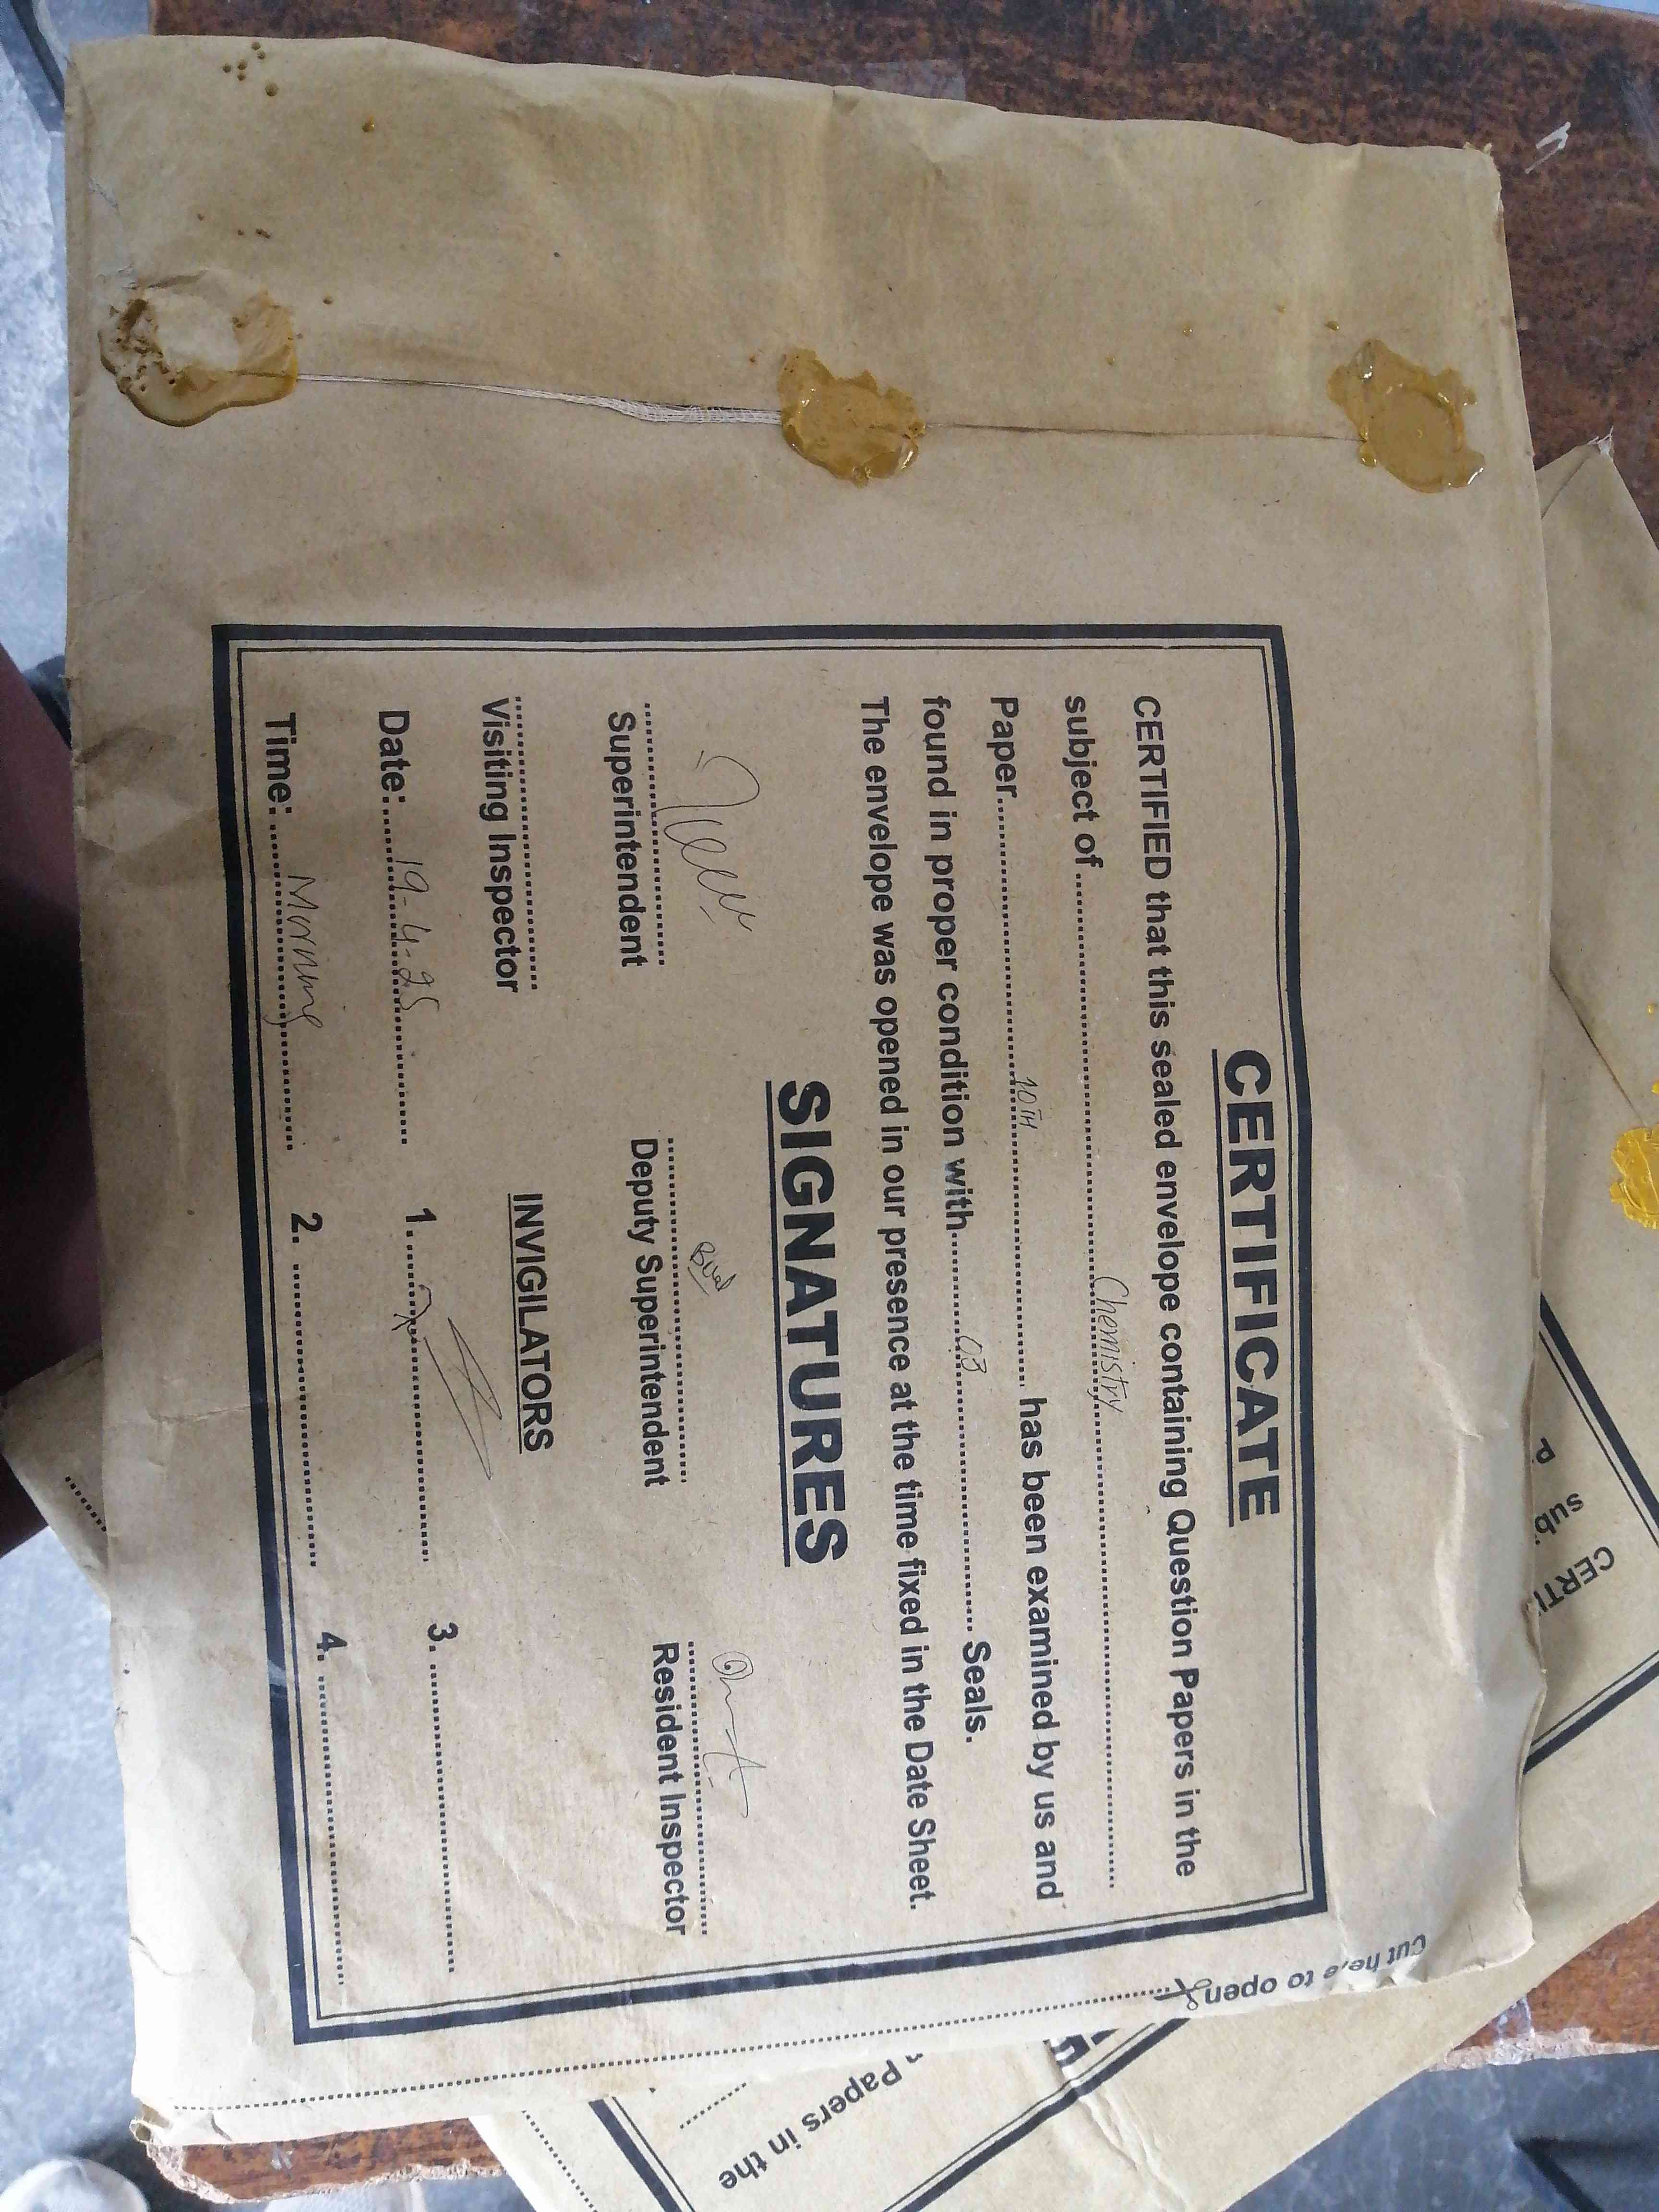 CERTIFICATE
CERTIFIED that this sealed envelope containing Question Papers in the
subject of ........ Chemistry ........
Paper ........ 10TH ........ has been examined by us and
found in proper condition with ........ 03 ........ Seals.
The envelope was opened in our presence at the time fixed in the Date Sheet.
SIGNATURES
Superintendent Deputy Superintendent Resident Inspector
Visiting Inspector INVIGILATORS
Date: ........ 19-4-25 ........ 1. ........ 3. ........
Time: ........ Morning ........ 2. ........ 4. ........
Cut here to open
CERTI
sub
P
Papers in the